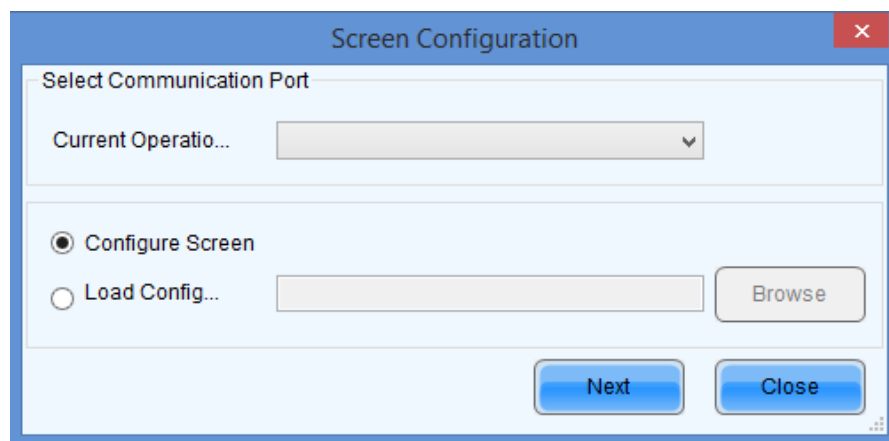 Screen Configuration
Select Communication Port
Current Operatio...
Configure Screen
Load Config...
Browse
Next
Close